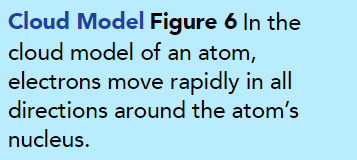 Cloud Model Figure 6 In the
cloud model of an atom,
electrons move rapidly in all
directions around the atom's
nucleus.